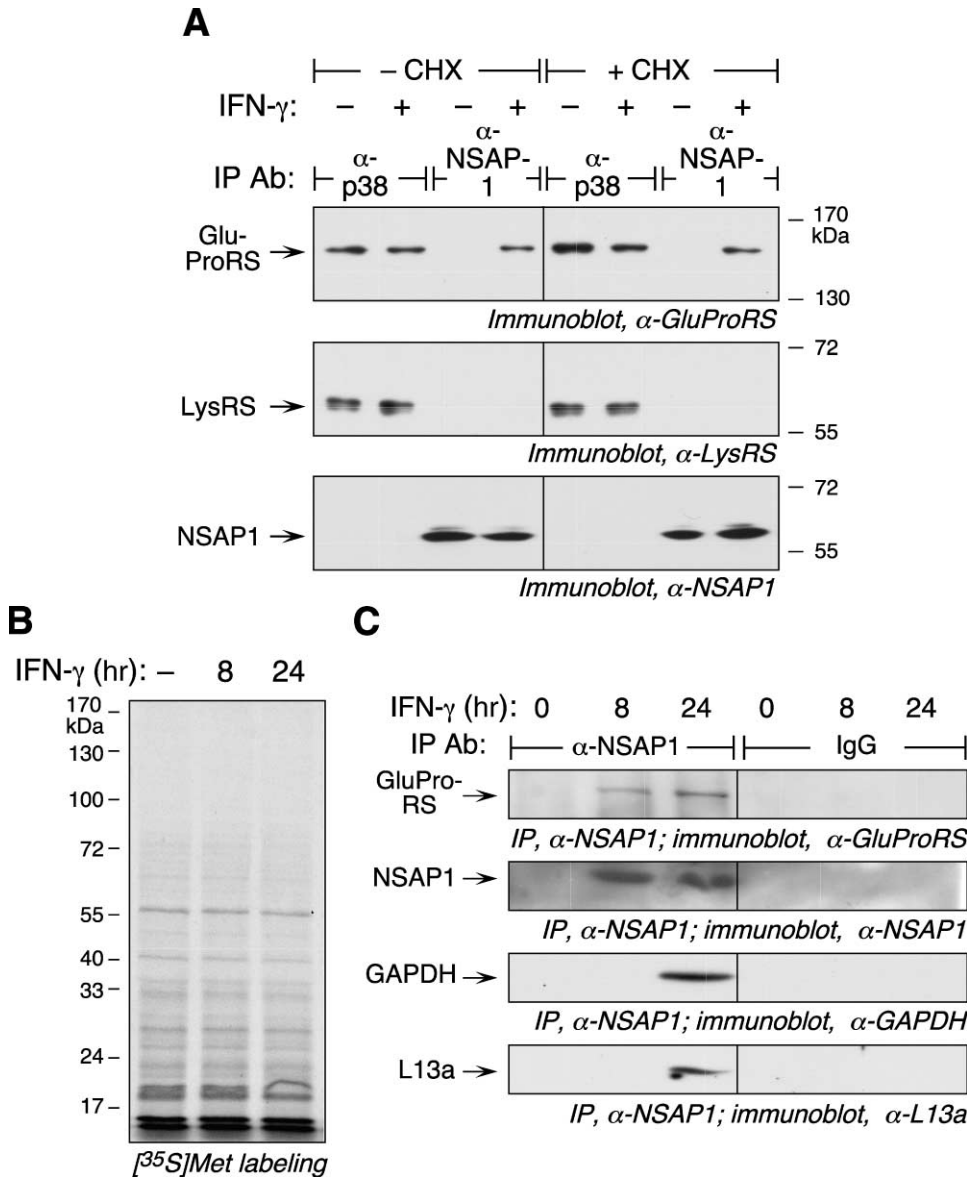 A
– CHX + CHX
IFN-γ: – + – + – + – +
IP Ab: α-p38 α-NSAP-1 α-p38 α-NSAP-1
Glu-ProRS
170 kDa
130
Immunoblot, α-GluProRS
LysRS
72
55
Immunoblot, α-LysRS
NSAP1
72
55
Immunoblot, α-NSAP1
B
IFN-γ (hr): – 8 24
170 kDa
130
100
72
55
40
33
24
17
[35S]Met labeling
C
IFN-γ (hr): 0 8 24 0 8 24
IP Ab: α-NSAP1 IgG
GluPro-RS
IP, α-NSAP1; immunoblot, α-GluProRS
NSAP1
IP, α-NSAP1; immunoblot, α-NSAP1
GAPDH
IP, α-NSAP1; immunoblot, α-GAPDH
L13a
IP, α-NSAP1; immunoblot, α-L13a